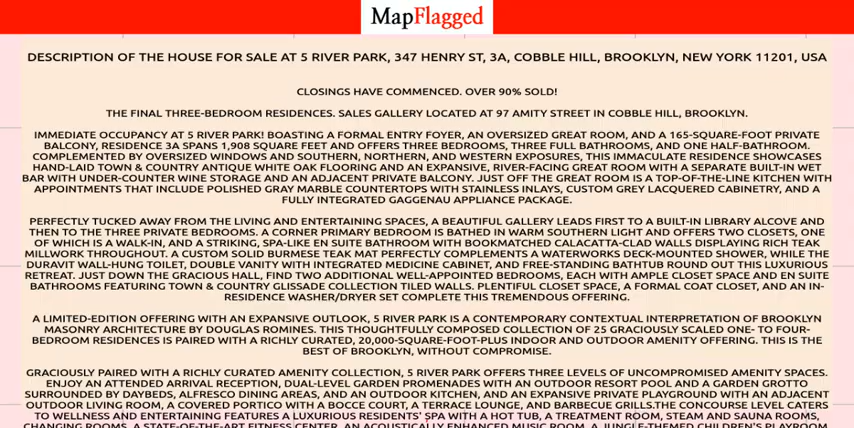 MapFlagged
DESCRIPTION OF THE HOUSE FOR SALE AT 5 RIVER PARK, 347 HENRY ST, 3A, COBBLE HILL, BROOKLYN, NEW YORK 11201, USA
CLOSINGS HAVE COMMENCED. OVER 90% SOLD!
THE FINAL THREE-BEDROOM RESIDENCES. SALES GALLERY LOCATED AT 97 AMITY STREET IN COBBLE HILL, BROOKLYN.
IMMEDIATE OCCUPANCY AT 5 RIVER PARK! BOASTING A FORMAL ENTRY FOYER, AN OVERSIZED GREAT ROOM, AND A 165-SQUARE-FOOT PRIVATE
BALCONY, RESIDENCE 3A SPANS 1,908 SQUARE FEET AND OFFERS THREE BEDROOMS, THREE FULL BATHROOMS, AND ONE HALF-BATHROOM.
COMPLEMENTED BY OVERSIZED WINDOWS AND SOUTHERN, NORTHERN, AND WESTERN EXPOSURES, THIS IMMACULATE RESIDENCE SHOWCASES
HAND-LAID TOWN & COUNTRY ANTIQUE WHITE OAK FLOORING AND AN EXPANSIVE, RIVER-FACING GREAT ROOM WITH A SEPARATE BUILT-IN WET
BAR WITH UNDER-COUNTER WINE STORAGE AND AN ADJACENT PRIVATE BALCONY. JUST OFF THE GREAT ROOM IS A TOP-OF-THE-LINE KITCHEN WITH
APPOINTMENTS THAT INCLUDE POLISHED GRAY MARBLE COUNTERTOPS WITH STAINLESS INLAYS, CUSTOM GREY LACQUERED CABINETRY, AND A
FULLY INTEGRATED GAGGENAU APPLIANCE PACKAGE.
PERFECTLY TUCKED AWAY FROM THE LIVING AND ENTERTAINING SPACES, A BEAUTIFUL GALLERY LEADS FIRST TO A BUILT-IN LIBRARY ALCOVE AND
THEN TO THE THREE PRIVATE BEDROOMS. A CORNER PRIMARY BEDROOM IS BATHED IN WARM SOUTHERN LIGHT AND OFFERS TWO CLOSETS, ONE
OF WHICH IS A WALK-IN, AND A STRIKING, SPA-LIKE EN SUITE BATHROOM WITH BOOKMATCHED CALACATTA-CLAD WALLS DISPLAYING RICH TEAK
MILLWORK THROUGHOUT. A CUSTOM SOLID BURMESE TEAK MAT PERFECTLY COMPLEMENTS A WATERWORKS DECK-MOUNTED SHOWER, WHILE THE
DURAVIT WALL-HUNG TOILET, DOUBLE VANITY WITH INTEGRATED MEDICINE CABINET, AND FREE-STANDING BATHTUB ROUND OUT THIS LUXURIOUS
RETREAT. JUST DOWN THE GRACIOUS HALL, FIND TWO ADDITIONAL WELL-APPOINTED BEDROOMS, EACH WITH AMPLE CLOSET SPACE AND EN SUITE
BATHROOMS FEATURING TOWN & COUNTRY GLISSADE COLLECTION TILED WALLS. PLENTIFUL CLOSET SPACE, A FORMAL COAT CLOSET, AND AN IN-
RESIDENCE WASHER/DRYER SET COMPLETE THIS TREMENDOUS OFFERING.
A LIMITED-EDITION OFFERING WITH AN EXPANSIVE OUTLOOK, 5 RIVER PARK IS A CONTEMPORARY CONTEXTUAL INTERPRETATION OF BROOKLYN
MASONRY ARCHITECTURE BY DOUGLAS ROMINES. THIS THOUGHTFULLY COMPOSED COLLECTION OF 25 GRACIOUSLY SCALED ONE- TO FOUR-
BEDROOM RESIDENCES IS PAIRED WITH A RICHLY CURATED, 20,000-SQUARE-FOOT-PLUS INDOOR AND OUTDOOR AMENITY OFFERING. THIS IS THE
BEST OF BROOKLYN, WITHOUT COMPROMISE.
GRACIOUSLY PAIRED WITH A RICHLY CURATED AMENITY COLLECTION, 5 RIVER PARK OFFERS THREE LEVELS OF UNCOMPROMISED AMENITY SPACES.
ENJOY AN ATTENDED ARRIVAL RECEPTION, DUAL-LEVEL GARDEN PROMENADES WITH AN OUTDOOR RESORT POOL AND A GARDEN GROTTO
SURROUNDED BY DAYBEDS, ALFRESCO DINING AREAS, AND AN OUTDOOR KITCHEN, AND AN EXPANSIVE PRIVATE PLAYGROUND WITH AN ADJACENT
OUTDOOR LIVING ROOM, A COVERED PORTICO WITH A BOCCE COURT, A TERRACE LOUNGE, AND BARBECUE GRILLS.THE CONCOURSE LEVEL CATERS
TO WELLNESS AND ENTERTAINING FEATURES A LUXURIOUS RESIDENTS' SPA WITH A HOT TUB, A TREATMENT ROOM, STEAM AND SAUNA ROOMS,
CHANGING ROOMS, A STATE-OF-THE-ART FITNESS CENTER, AN ACOUSTICALLY ENHANCED MUSIC ROOM, A JUNGLE-THEMED CHILDREN'S PLAYROOM